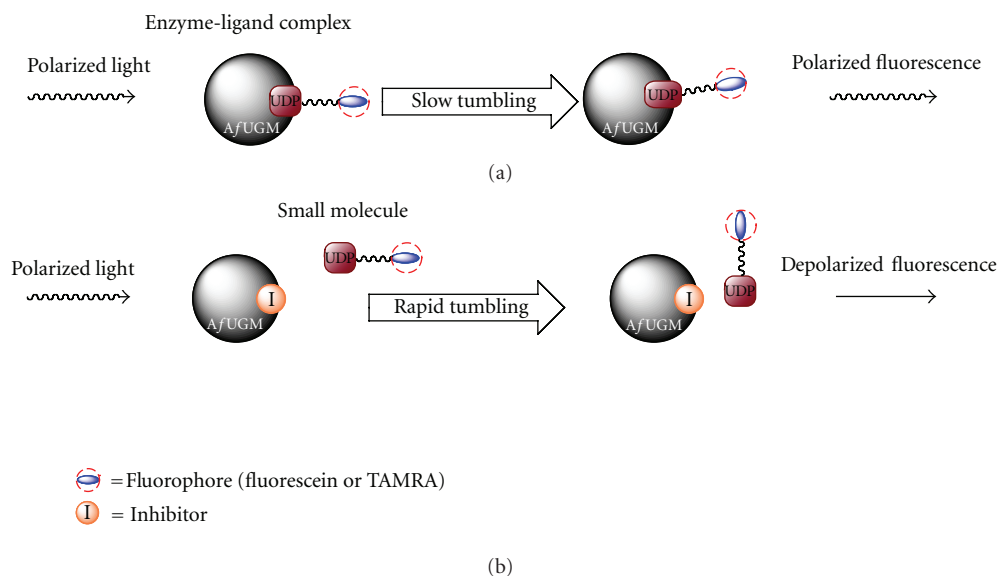 Enzyme-ligand complex
Polarized light
UDP
AfUGM
Slow tumbling
UDP
AfUGM
Polarized fluorescence
(a)
Small molecule
UDP
Polarized light
I
AfUGM
Rapid tumbling
I
AfUGM
UDP
Depolarized fluorescence
=Fluorophore (fluorescein or TAMRA)
I = Inhibitor
(b)